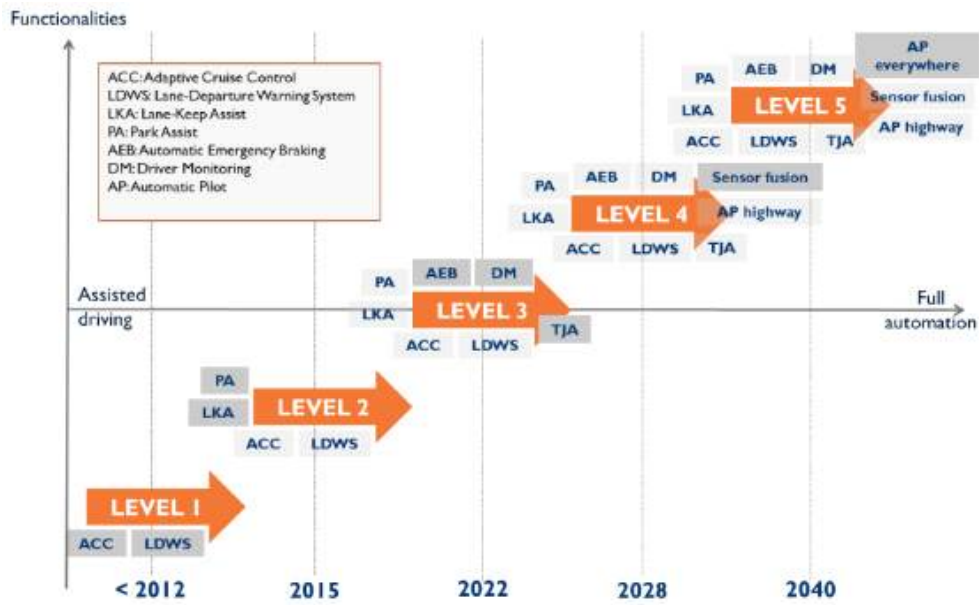 Functionalities
ACC: Adaptive Cruise Control
LDWS: Lane-Departure Warning System
LKA: Lane-Keep Assist
PA: Park Assist
AEB: Automatic Emergency Braking
DM: Driver Monitoring
AP: Automatic Pilot
AP
everywhere
PA
AEB
DM
LKA
LEVEL 5
Sensor fusion
ACC
LDWS
TJA
AP highway
PA
AEB
DM
Sensor fusion
LKA
LEVEL 4
AP highway
ACC
LDWS
TJA
PA
AEB
DM
Assisted
driving
LKA
LEVEL 3
TJA
ACC
LDWS
Full
automation
PA
LKA
LEVEL 2
ACC
LDWS
LEVEL 1
ACC
LDWS
< 2012
2015
2022
2028
2040